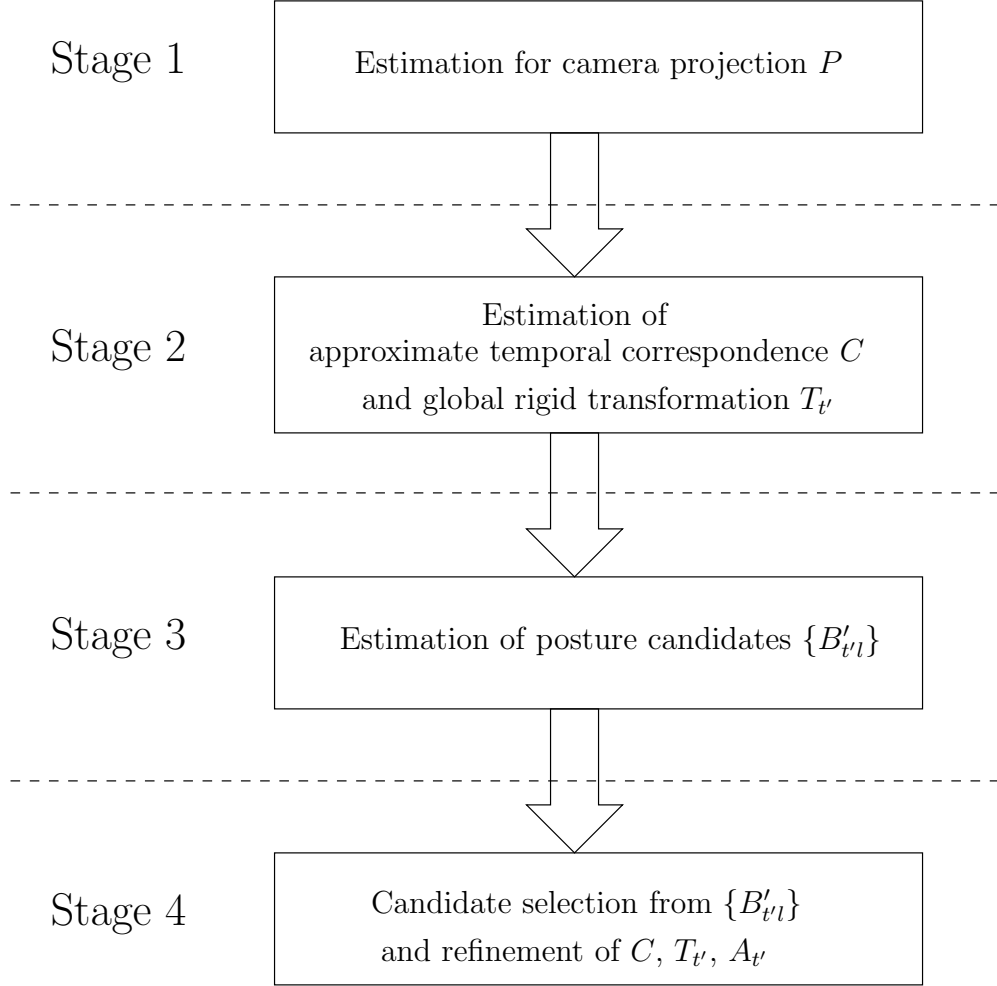 Stage 1
Estimation for camera projection P
Stage 2
Estimation of
approximate temporal correspondence C
and global rigid transformation T_{t'}
Stage 3
Estimation of posture candidates {B'_{t'l}}
Stage 4
Candidate selection from {B'_{t'l}}
and refinement of C, T_{t'}, A_{t'}